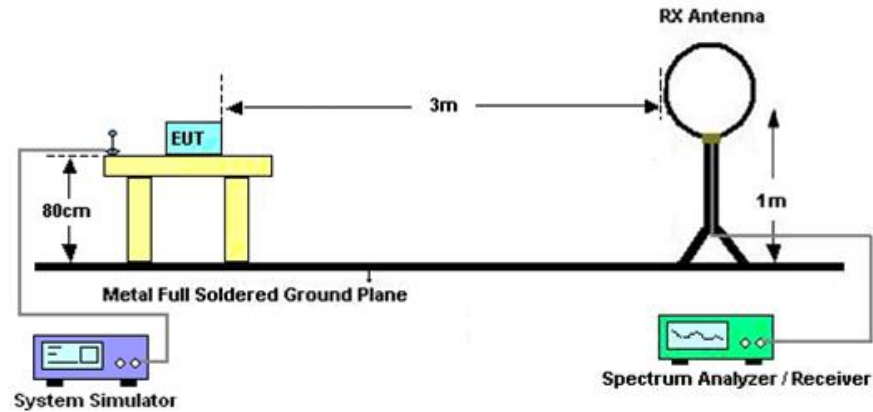 RX Antenna
3m
EUT
80cm
1m
Metal Full Soldered Ground Plane
System Simulator
Spectrum Analyzer / Receiver